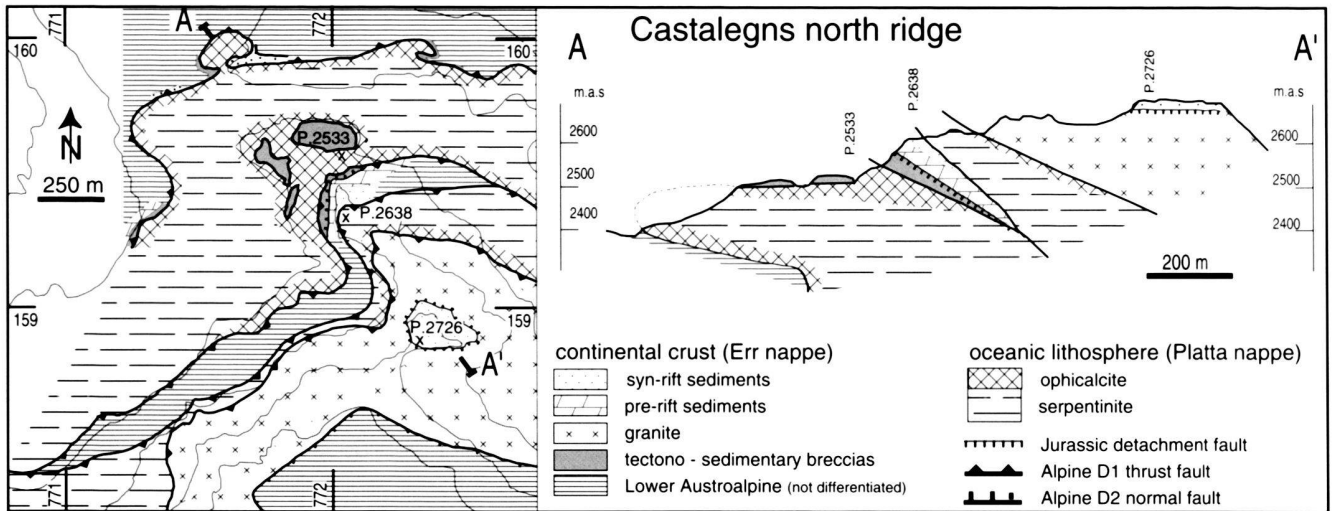 771
A
772
160
160
P.2533
N
250 m
P.2638
159
P.2726
159
A'
771
772
Castalegns north ridge
A
A'
m.a.s
P.2533
P.2638
P.2726
m.a.s
2600
2500
2400
2600
2500
2400
200 m
continental crust (Err nappe)
syn-rift sediments
pre-rift sediments
granite
tectono - sedimentary breccias
Lower Austroalpine (not differentiated)
oceanic lithosphere (Platta nappe)
ophicalcite
serpentinite
Jurassic detachment fault
Alpine D1 thrust fault
Alpine D2 normal fault